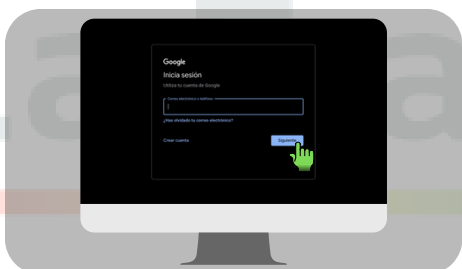 Google
Inicia sesión
Utiliza tu cuenta de Google
Correo electrónico o teléfono
¿Has olvidado tu correo electrónico?
Crear cuenta
Siguiente